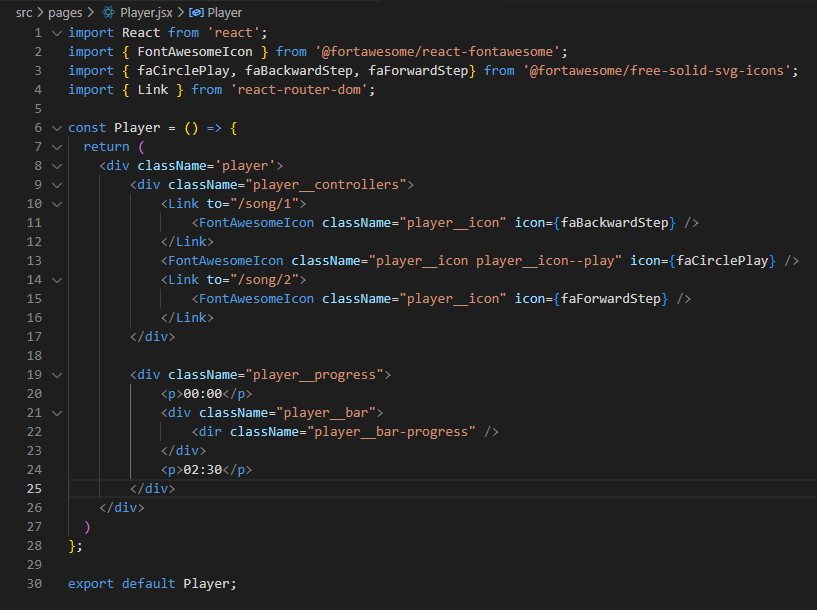 src > pages > Player.jsx > Player
1 import React from 'react';
2 import { FontAwesomeIcon } from '@fortawesome/react-fontawesome';
3 import { faCirclePlay, faBackwardStep, faForwardStep} from '@fortawesome/free-solid-svg-icons';
4 import { Link } from 'react-router-dom';
5
6 const Player = () => {
7   return (
8     <div className='player'>
9         <div className="player__controllers">
10             <Link to="/song/1">
11                 <FontAwesomeIcon className="player__icon" icon={faBackwardStep} />
12             </Link>
13             <FontAwesomeIcon className="player__icon player__icon--play" icon={faCirclePlay} />
14             <Link to="/song/2">
15                 <FontAwesomeIcon className="player__icon" icon={faForwardStep} />
16             </Link>
17         </div>
18
19         <div className="player__progress">
20             <p>00:00</p>
21             <div className="player__bar">
22                 <dir className="player__bar-progress" />
23             </div>
24             <p>02:30</p>
25         </div>
26     </div>
27   )
28 };
29
30 export default Player;